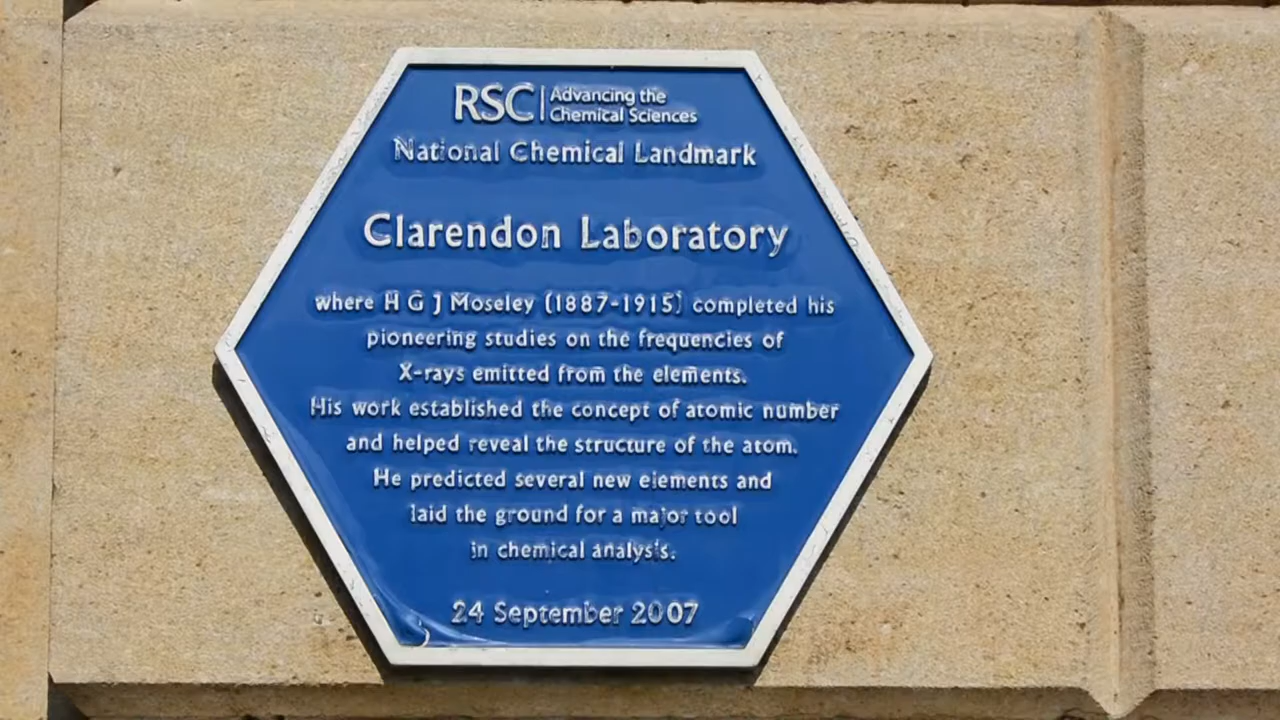 RSC | Advancing the
Chemical Sciences
National Chemical Landmark
Clarendon Laboratory
where H G J Moseley (1887-1915) completed his
pioneering studies on the frequencies of
X-rays emitted from the elements.
His work established the concept of atomic number
and helped reveal the structure of the atom.
He predicted several new elements and
laid the ground for a major tool
in chemical analysis.
24 September 2007